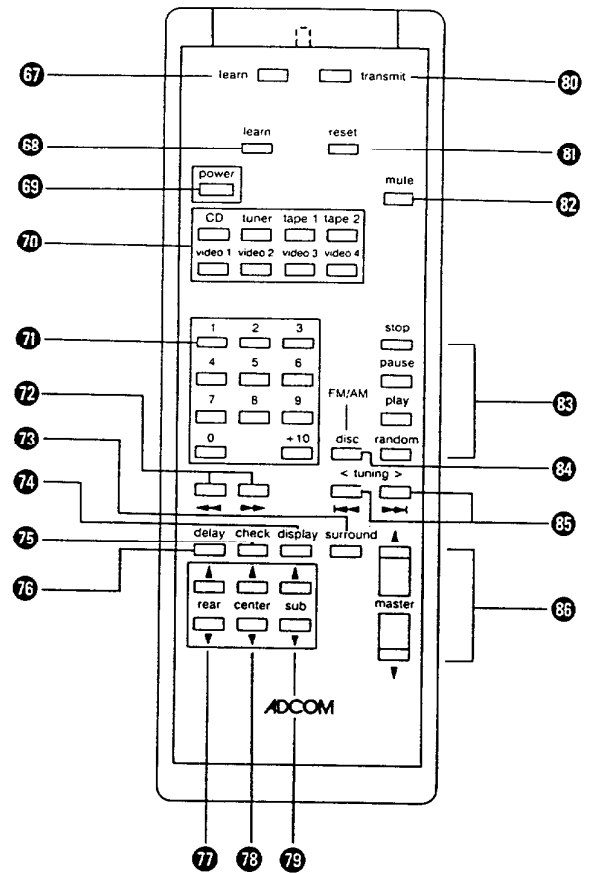 67 learn transmit 80
68 learn reset 81
69 power mute 82
70 CD tuner tape 1 tape 2
video 1 video 2 video 3 video 4
71 1 2 3 stop
4 5 6 pause
72 FM/AM 83
7 8 9 play
73 0 +10 disc random
84
74 < tuning >
85
75 delay check display surround
76 rear center sub master 86
ADCOM
77 78 79